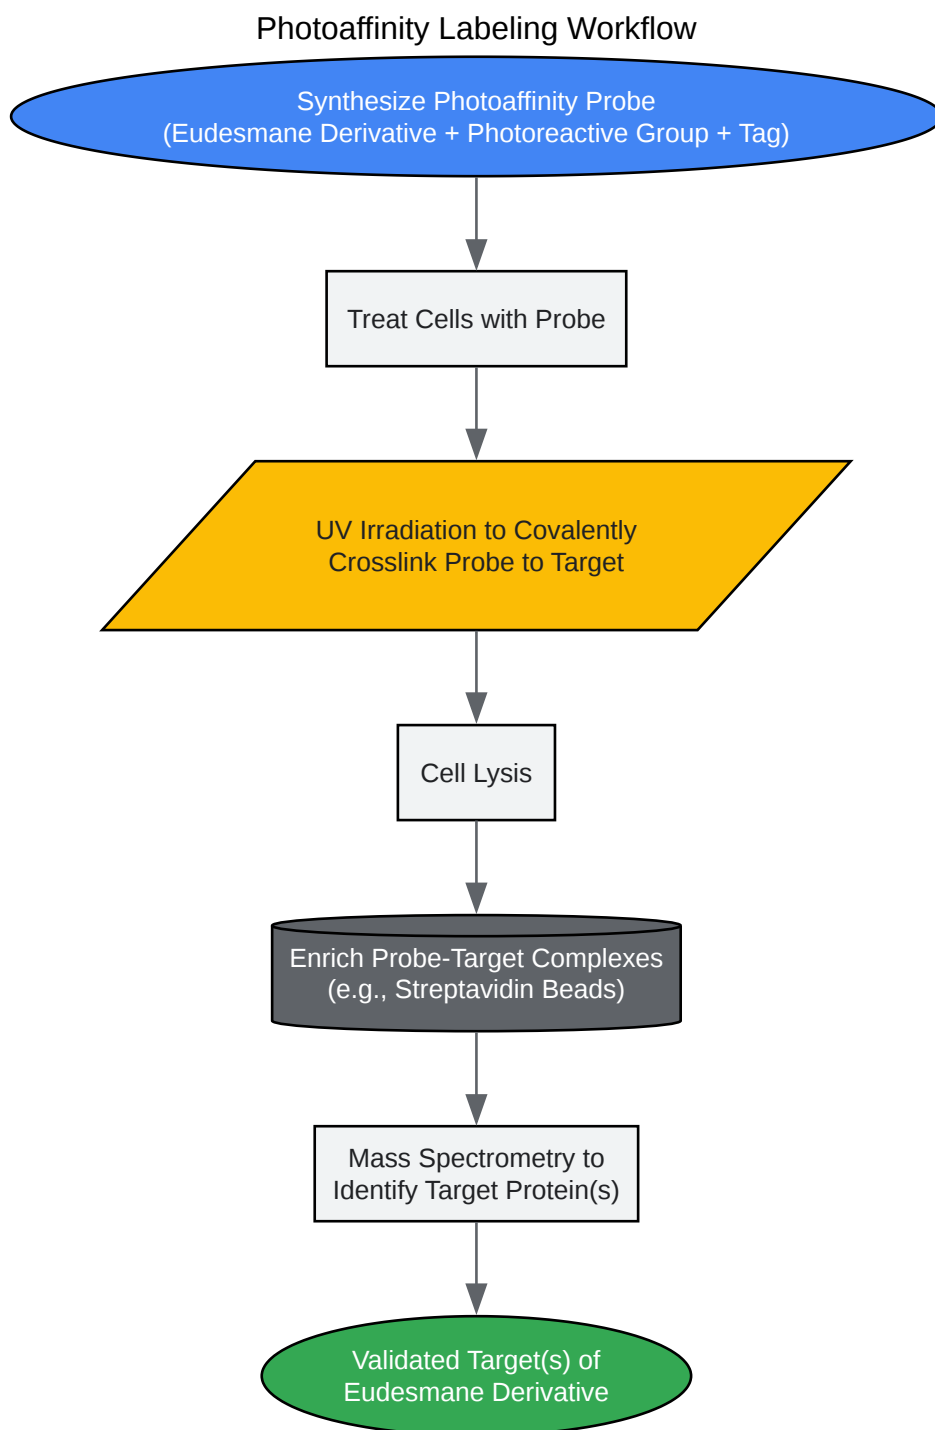 Photoaffinity Labeling Workflow
Synthesize Photoaffinity Probe
(Eudesmane Derivative + Photoreactive Group + Tag)
Treat Cells with Probe
UV Irradiation to Covalently
Crosslink Probe to Target
Cell Lysis
Enrich Probe-Target Complexes
(e.g., Streptavidin Beads)
Mass Spectrometry to
Identify Target Protein(s)
Validated Target(s) of
Eudesmane Derivative